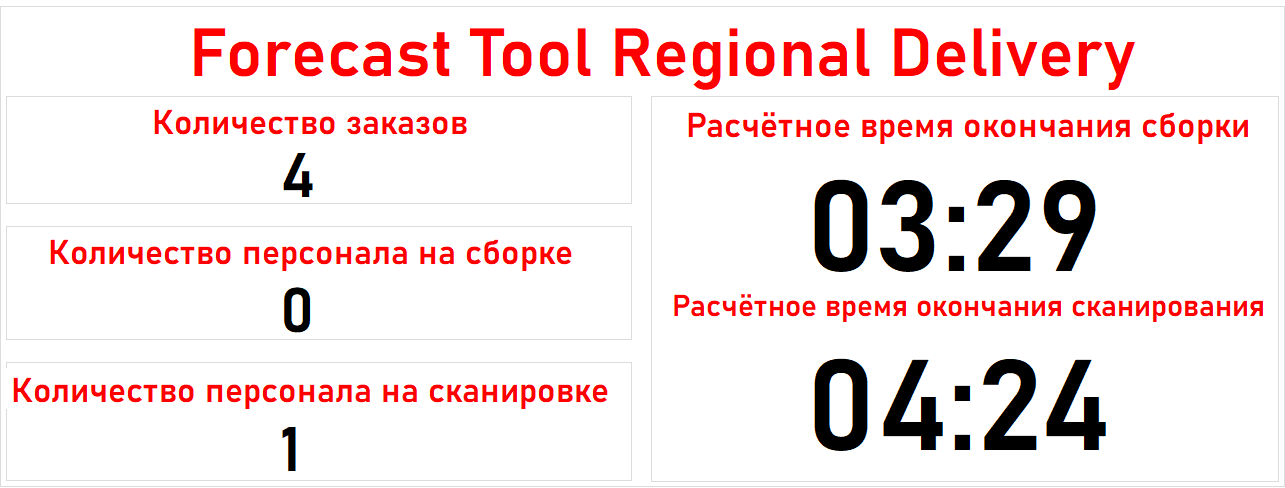 Forecast Tool Regional Delivery
Количество заказов
4
Количество персонала на сборке
0
Количество персонала на сканировке
1
Расчётное время окончания сборки
03:29
Расчётное время окончания сканирования
04:24